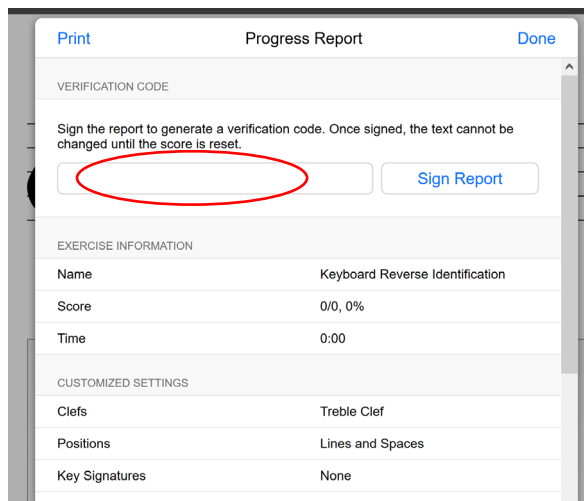 Print Progress Report Done
VERIFICATION CODE
Sign the report to generate a verification code. Once signed, the text cannot be
changed until the score is reset.
Sign Report
EXERCISE INFORMATION
Name Keyboard Reverse Identification
Score 0/0, 0%
Time 0:00
CUSTOMIZED SETTINGS
Clefs Treble Clef
Positions Lines and Spaces
Key Signatures None